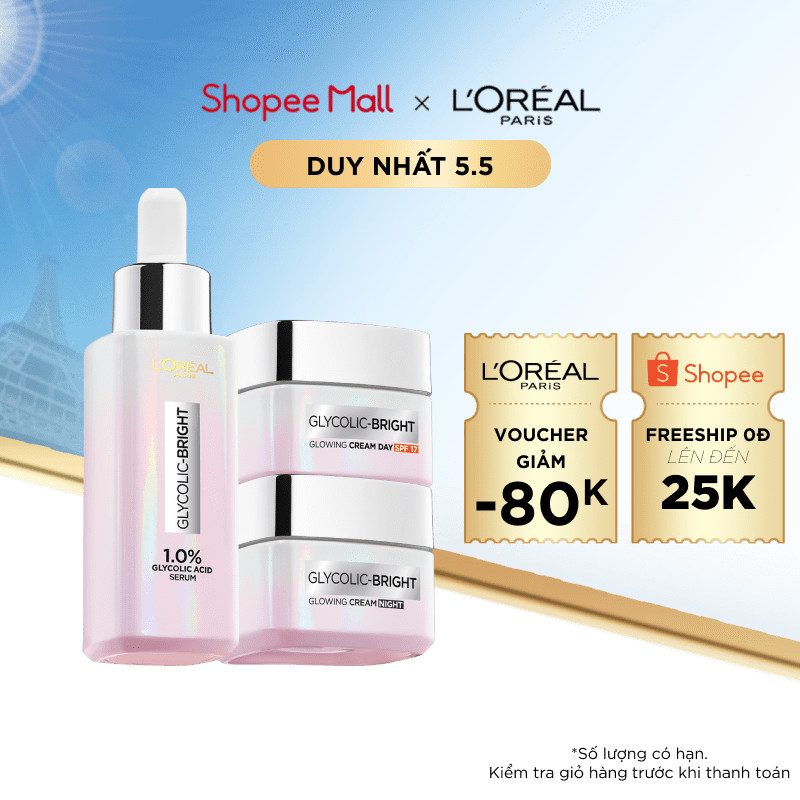 Shopee Mall × L'ORÉAL
PARIS
DUY NHẤT 5.5
L'ORÉAL
PARIS
GLYCOLIC-BRIGHT
1.0%
GLYCOLIC ACID
SERUM
GLYCOLIC-BRIGHT
GLOWING CREAM DAY SPF 17
GLYCOLIC-BRIGHT
GLOWING CREAM NIGHT
L'ORÉAL
PARIS
VOUCHER
GIẢM
-80K
S Shopee
FREESHIP 0Đ
LÊN ĐẾN
25K
*Số lượng có hạn.
Kiểm tra giỏ hàng trước khi thanh toán